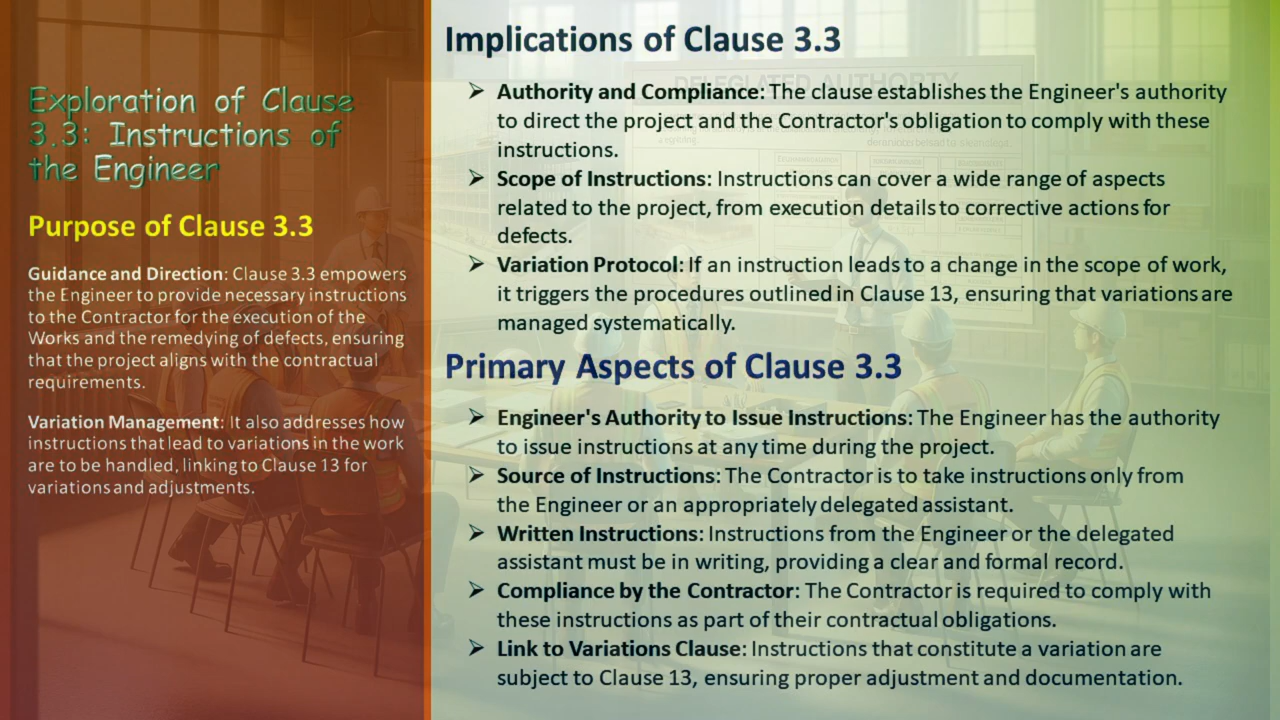 Exploration of Clause
3.3: Instructions of
the Engineer
Purpose of Clause 3.3
Guidance and Direction: Clause 3.3 empowers
the Engineer to provide necessary instructions
to the Contractor for the execution of the
Works and the remedying of defects, ensuring
that the project aligns with the contractual
requirements.
Variation Management: It also addresses how
instructions that lead to variations in the work
are to be handled, linking to Clause 13 for
variations and adjustments.
Implications of Clause 3.3
➢ Authority and Compliance: The clause establishes the Engineer's authority
to direct the project and the Contractor's obligation to comply with these
instructions.
➢ Scope of Instructions: Instructions can cover a wide range of aspects
related to the project, from execution details to corrective actions for
defects.
➢ Variation Protocol: If an instruction leads to a change in the scope of work,
it triggers the procedures outlined in Clause 13, ensuring that variations are
managed systematically.
Primary Aspects of Clause 3.3
➢ Engineer's Authority to Issue Instructions: The Engineer has the authority
to issue instructions at any time during the project.
➢ Source of Instructions: The Contractor is to take instructions only from
the Engineer or an appropriately delegated assistant.
➢ Written Instructions: Instructions from the Engineer or the delegated
assistant must be in writing, providing a clear and formal record.
➢ Compliance by the Contractor: The Contractor is required to comply with
these instructions as part of their contractual obligations.
➢ Link to Variations Clause: Instructions that constitute a variation are
subject to Clause 13, ensuring proper adjustment and documentation.
DELEGLATED AUTHORTY